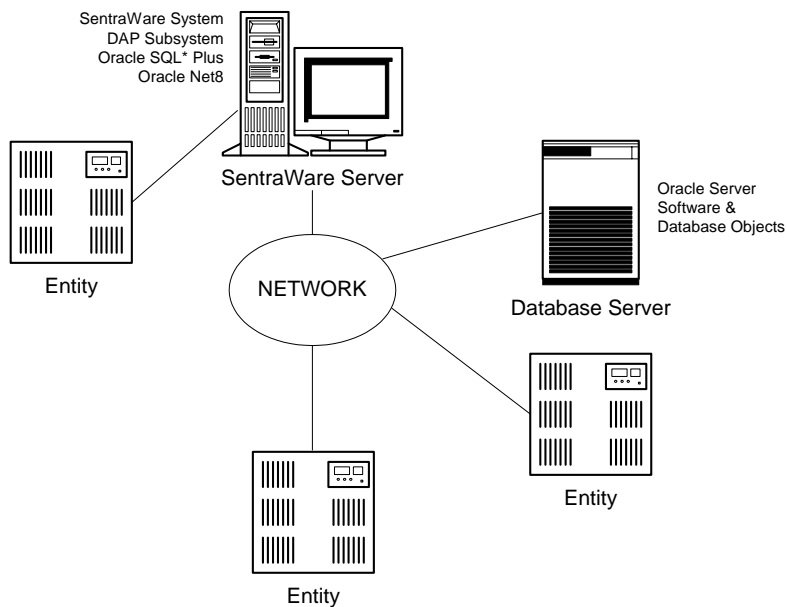 SentraWare System
DAP Subsystem
Oracle SQL* Plus
Oracle Net8
SentraWare Server
Entity
NETWORK
Oracle Server
Software &
Database Objects
Database Server
Entity
Entity